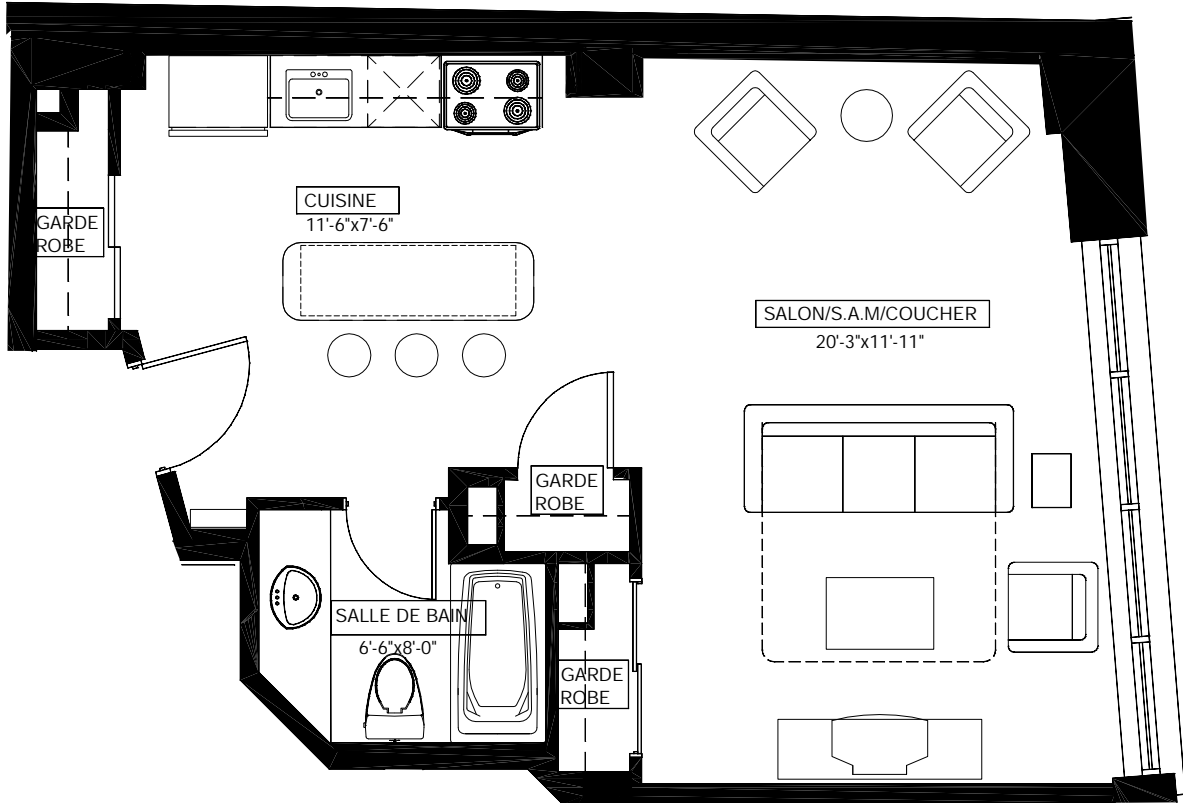 CUISINE
11'-6"x7'-6"
GARDE
ROBE
SALON/S.A.M/COUCHER
20'-3"x11'-11"
GARDE
ROBE
SALLE DE BAIN
6'-6"x8'-0"
GARDE
ROBE